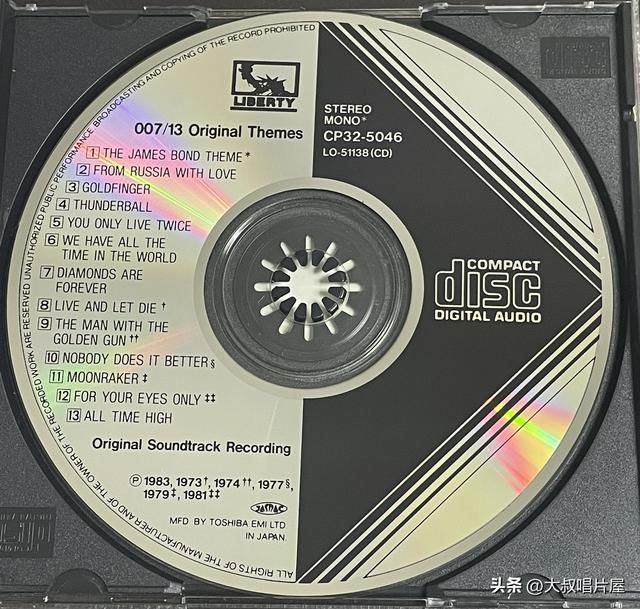 ALL RIGHTS OF THE MANUFACTURER AND OF THE OWNER OF THE RECORDED WORK ARE RESERVED. UNAUTHORIZED PUBLIC PERFORMANCE BROADCASTING AND COPYING OF THE RECORD PROHIBITED
LIBERTY
007/13 Original Themes
1 THE JAMES BOND THEME*
2 FROM RUSSIA WITH LOVE
3 GOLDFINGER
4 THUNDERBALL
5 YOU ONLY LIVE TWICE
6 WE HAVE ALL THE
TIME IN THE WORLD
7 DIAMONDS ARE
FOREVER
8 LIVE AND LET DIE †
9 THE MAN WITH THE
GOLDEN GUN ††
10 NOBODY DOES IT BETTER §
11 MOONRAKER ‡
12 FOR YOUR EYES ONLY ‡‡
13 ALL TIME HIGH
Original Soundtrack Recording
Ⓟ 1983, 1973†, 1974††, 1977§,
1979‡, 1981‡‡
JASRAC
MFD BY TOSHIBA EMI LTD
IN JAPAN.
STEREO
MONO*
CP32-5046
LO-51138 (CD)
COMPACT
disc
DIGITAL AUDIO
头条 @大叔唱片屋